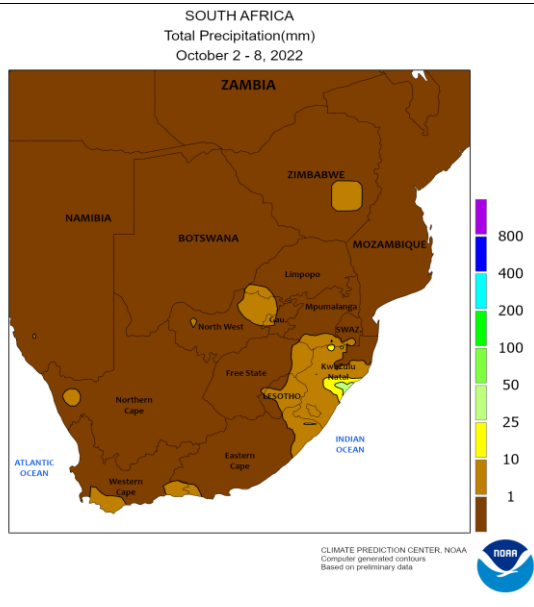 SOUTH AFRICA
Total Precipitation(mm)
October 2 - 8, 2022
ZAMBIA
ZIMBABWE
NAMIBIA
BOTSWANA
MOZAMBIQUE
Limpopo
Mpumalanga
Gau.
North West
SWAZ.
Free State
KwaZulu
Natal
LESOTHO
Northern
Cape
Eastern
Cape
Western
Cape
ATLANTIC
OCEAN
INDIAN
OCEAN
800
400
200
100
50
25
10
1
CLIMATE PREDICTION CENTER, NOAA
Computer generated contours
Based on preliminary data
NOAA